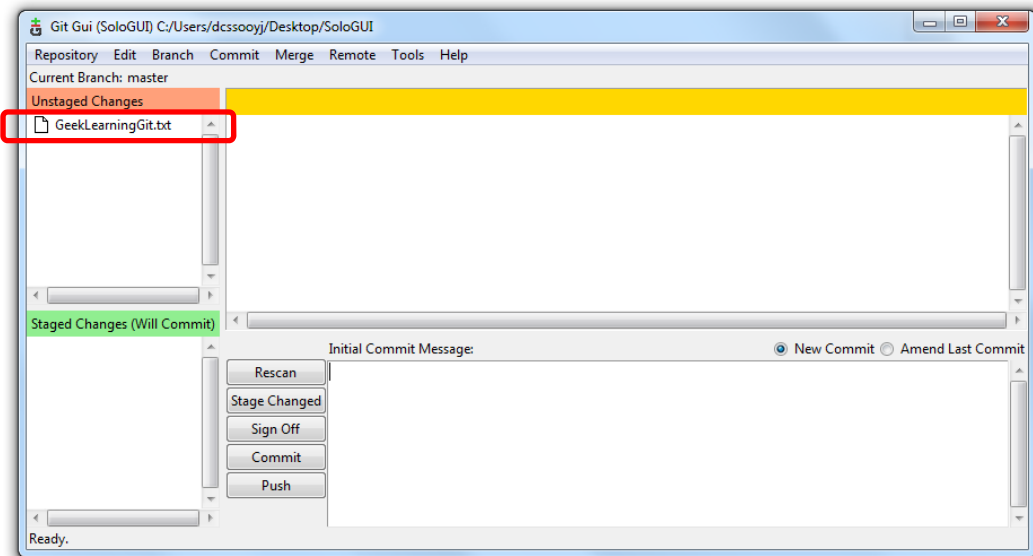 Git Gui (SoloGUI) C:/Users/dcssooyj/Desktop/SoloGUI
Repository Edit Branch Commit Merge Remote Tools Help
Current Branch: master
Unstaged Changes
GeekLearningGit.txt
Staged Changes (Will Commit)
Initial Commit Message:
New Commit
Amend Last Commit
Rescan
Stage Changed
Sign Off
Commit
Push
Ready.